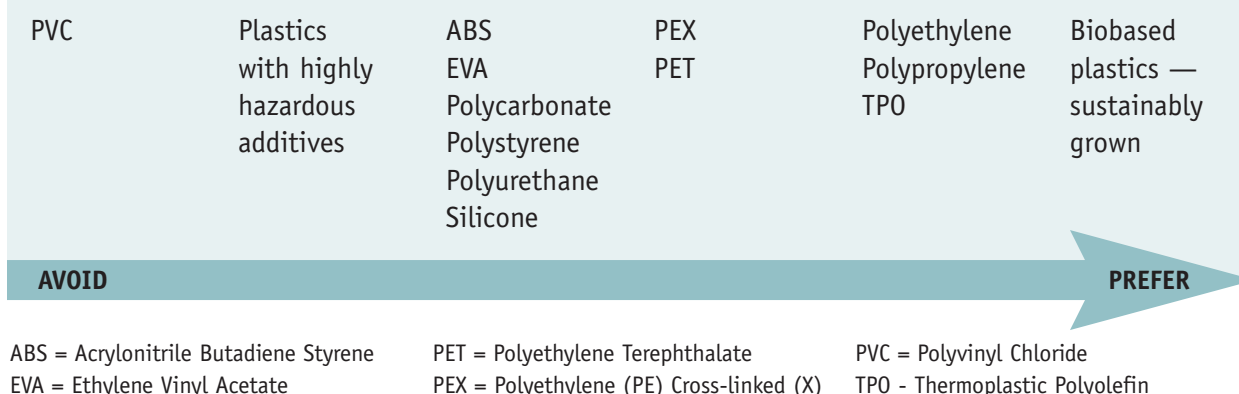 PVC
Plastics
with highly
hazardous
additives
ABS
EVA
Polycarbonate
Polystyrene
Polyurethane
Silicone
PEX
PET
Polyethylene
Polypropylene
TPO
Biobased
plastics —
sustainably
grown
AVOID
PREFER
ABS = Acrylonitrile Butadiene Styrene
EVA = Ethylene Vinyl Acetate
PET = Polyethylene Terephthalate
PEX = Polyethylene (PE) Cross-linked (X)
PVC = Polyvinyl Chloride
TPO - Thermoplastic Polyolefin